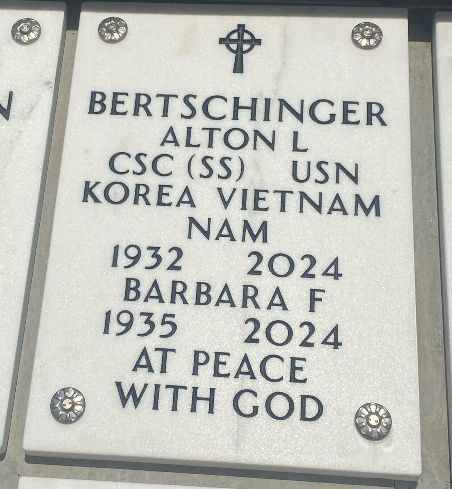 N
BERTSCHINGER
ALTON L
CSC (SS) USN
KOREA VIETNAM
NAM
1932 2024
BARBARA F
1935 2024
AT PEACE
WITH GOD